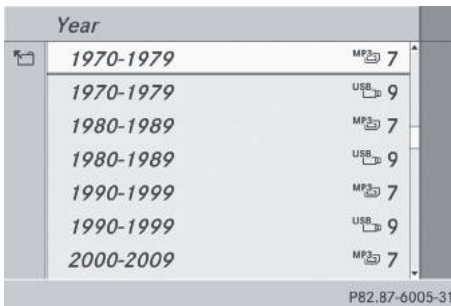 Year
1970-1979 MP3 7
1970-1979 USB 9
1980-1989 MP3 7
1980-1989 USB 9
1990-1999 MP3 7
1990-1999 USB 9
2000-2009 MP3 7
P82.87-6005-31